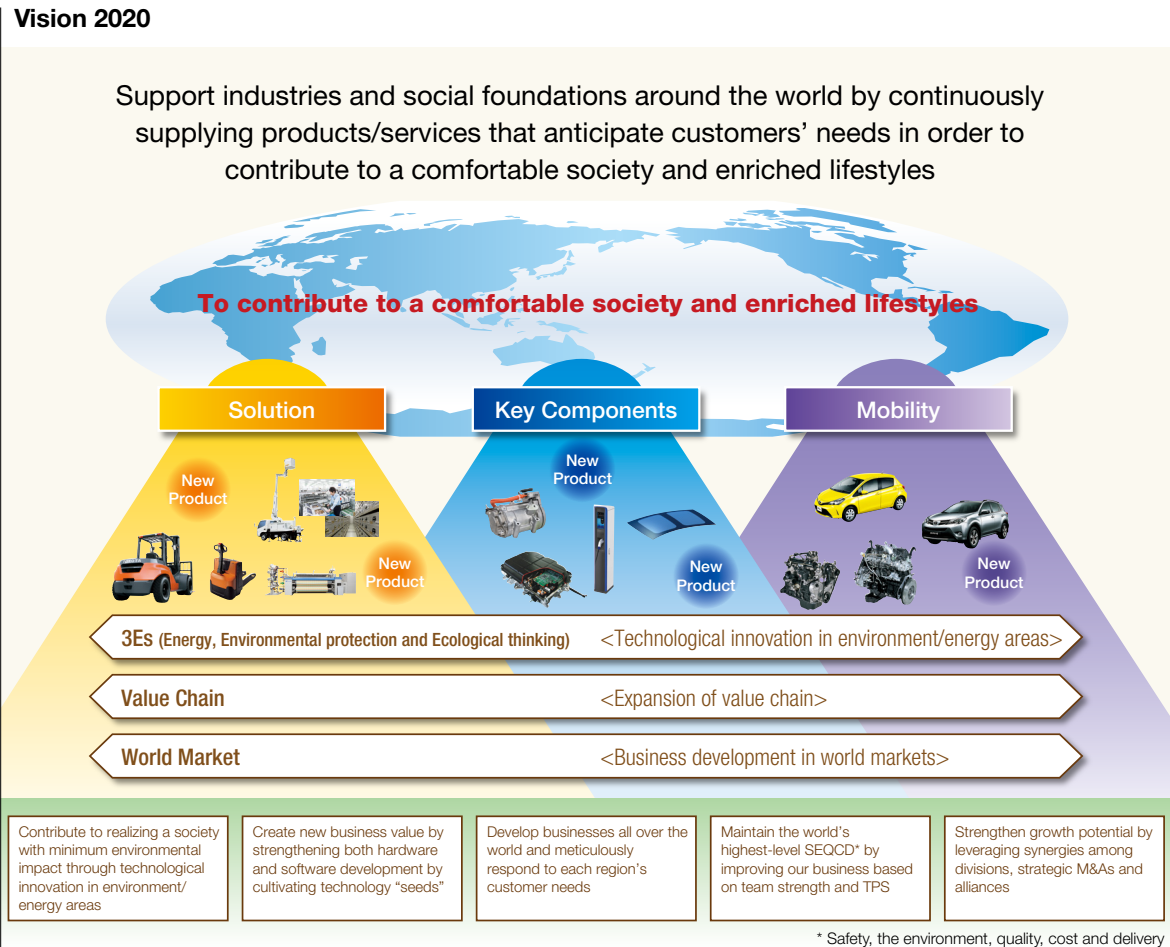 Vision 2020
Support industries and social foundations around the world by continuously
supplying products/services that anticipate customers’ needs in order to
contribute to a comfortable society and enriched lifestyles
To contribute to a comfortable society and enriched lifestyles
Solution
Key Components
Mobility
New
Product
New
Product
New
Product
New
Product
New
Product
3Es (Energy, Environmental protection and Ecological thinking) <Technological innovation in environment/energy areas>
Value Chain <Expansion of value chain>
World Market <Business development in world markets>
Contribute to realizing a society
with minimum environmental
impact through technological
innovation in environment/
energy areas
Create new business value by
strengthening both hardware
and software development by
cultivating technology “seeds”
Develop businesses all over the
world and meticulously
respond to each region’s
customer needs
Maintain the world’s
highest-level SEQCD* by
improving our business based
on team strength and TPS
Strengthen growth potential by
leveraging synergies among
divisions, strategic M&As and
alliances
* Safety, the environment, quality, cost and delivery